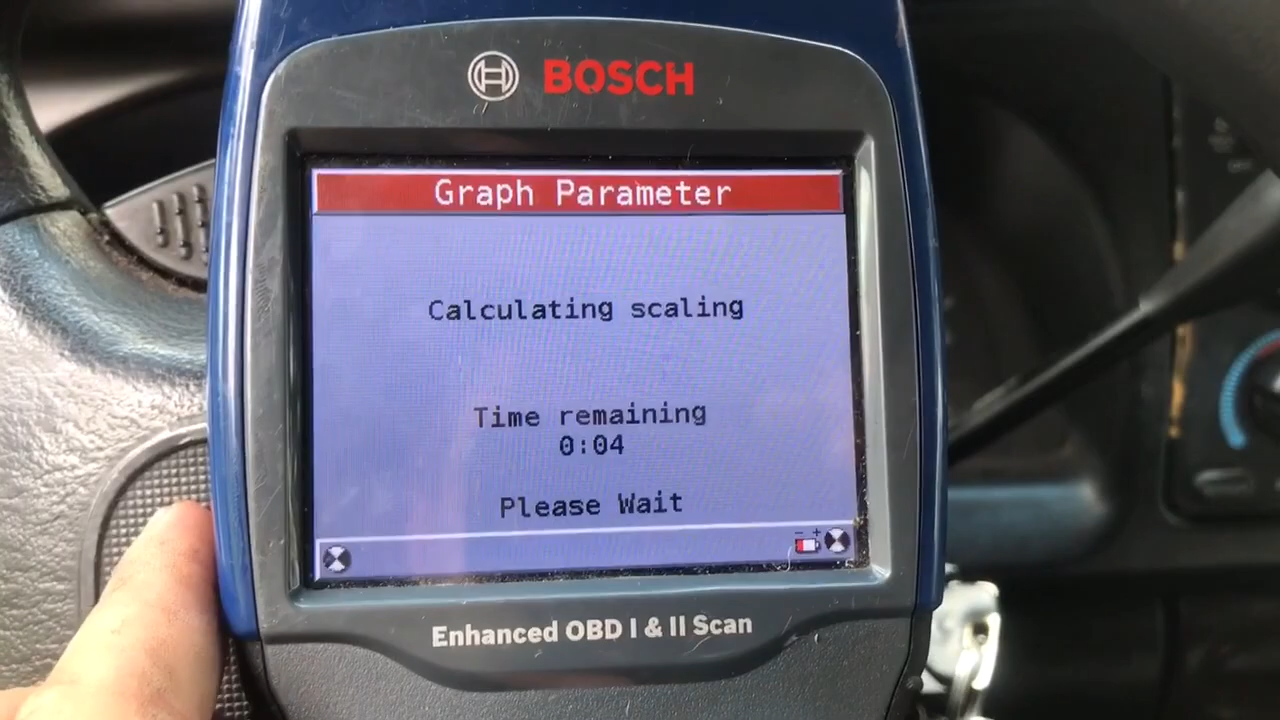 BOSCH
Graph Parameter
Calculating scaling
Time remaining
0:04
Please Wait
- +
Enhanced OBD I & II Scan